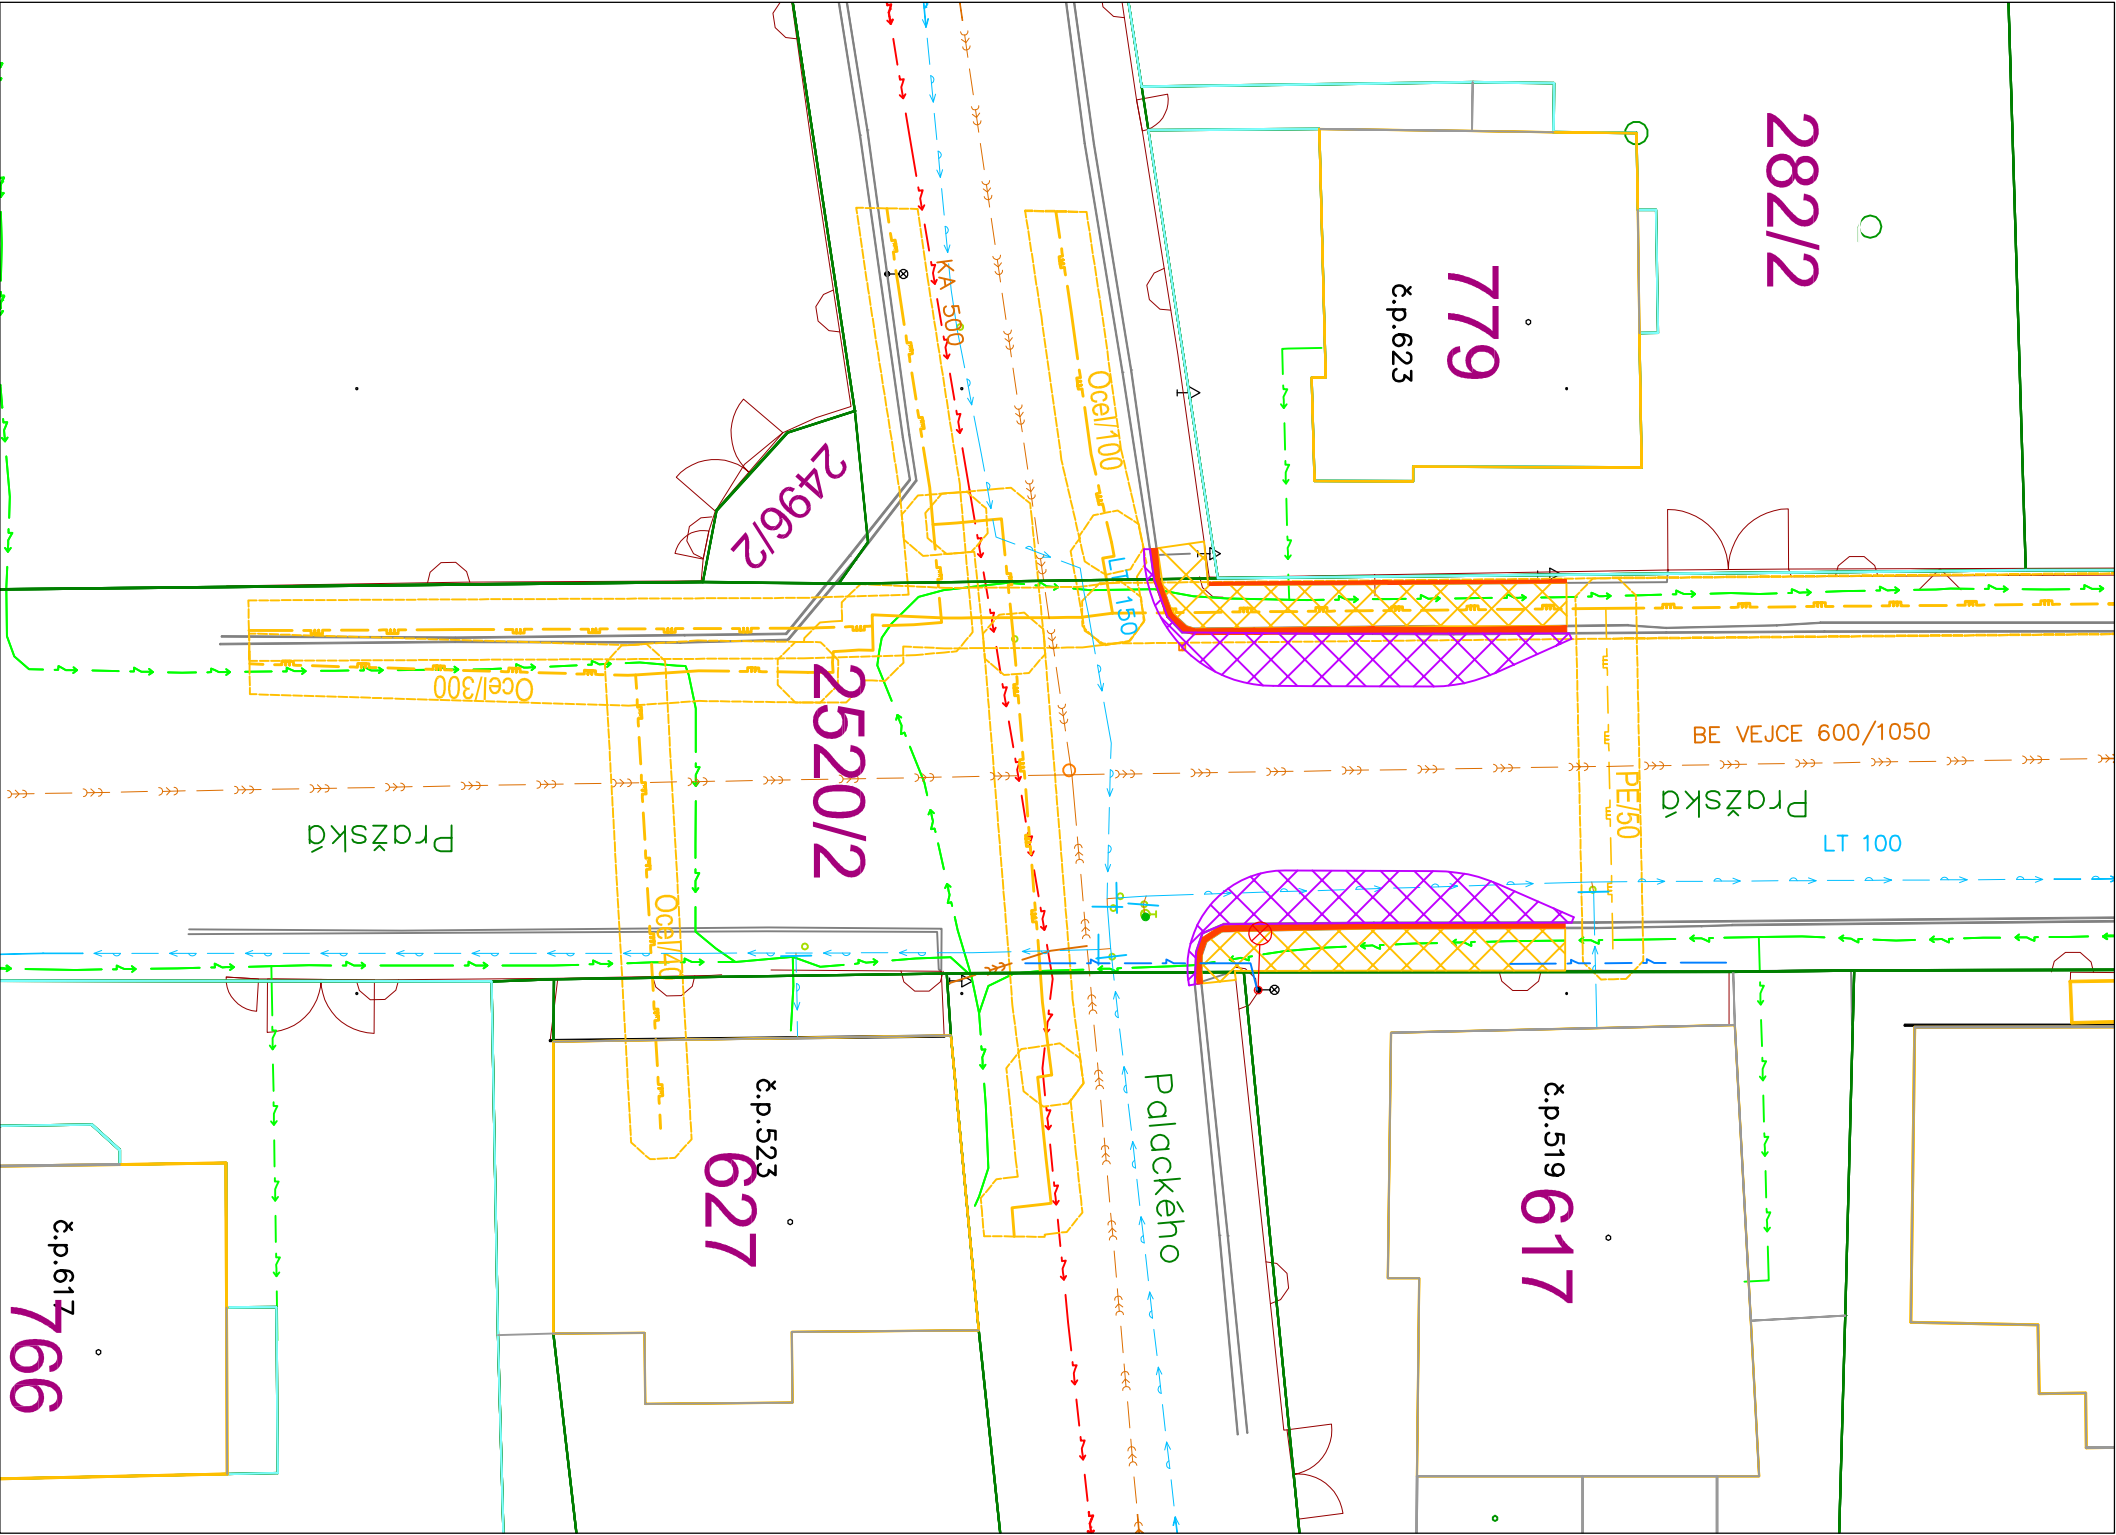 282/2
779
č.p.623
KA 500
Ocel/100
2496/2
LT 150
Ocel/300
2520/2
BE VEJCE 600/1050
PE/50
Pražská
Pražská
LT 100
Ocel/40
Palackého
č.p.523
627
č.p.519
617
č.p.617
766